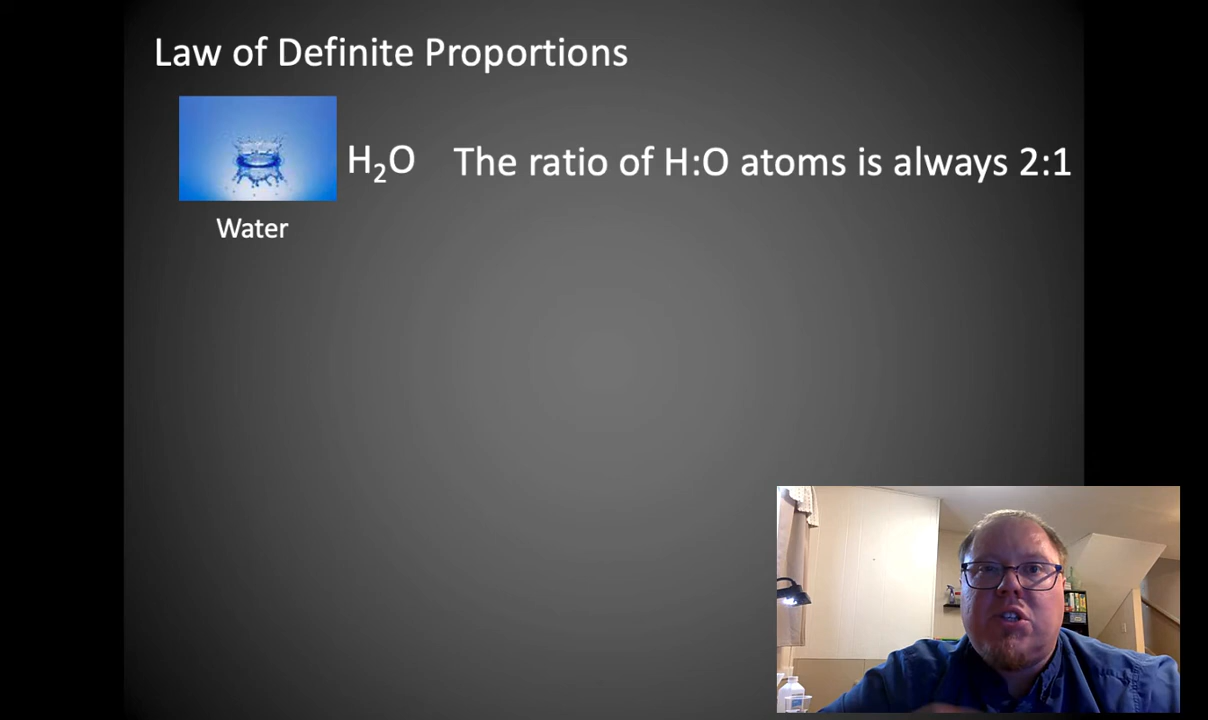 Law of Definite Proportions
H₂O The ratio of H:O atoms is always 2:1
Water